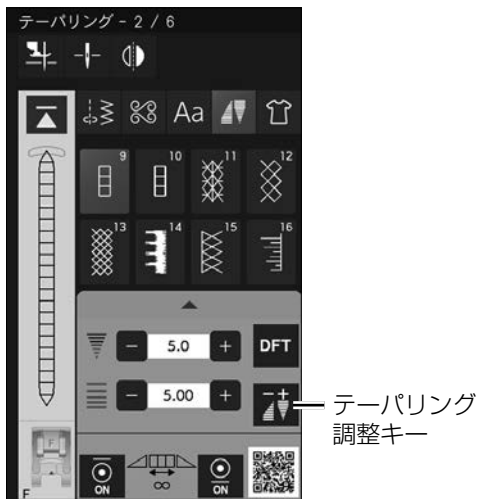 テーパリング - 2 / 6
Aa
9
10
11
12
13
14
15
16
− 5.0 + DFT
− 5.00 + − +
テーパリング
調整キー
F
ON
∞
ON
F